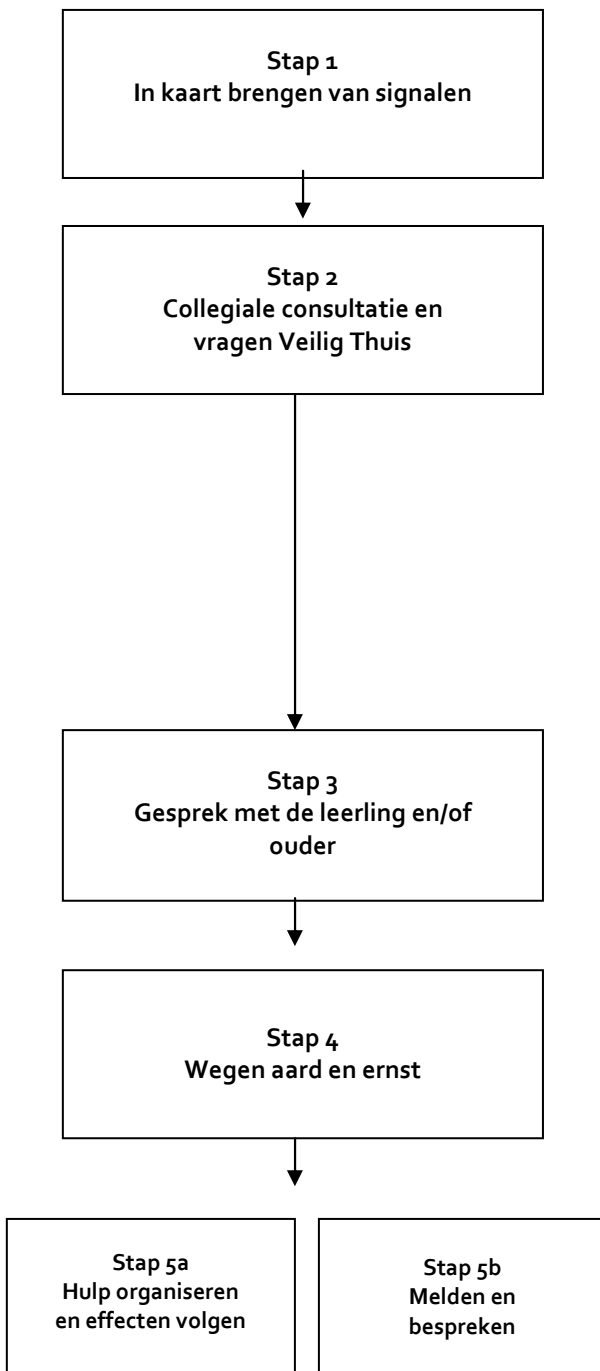 Stap 1
In kaart brengen van signalen
Stap 2
Collegiale consultatie en
vragen Veilig Thuis
Stap 3
Gesprek met de leerling en/of
ouder
Stap 4
Wegen aard en ernst
Stap 5a
Hulp organiseren
en effecten volgen
Stap 5b
Melden en
bespreken